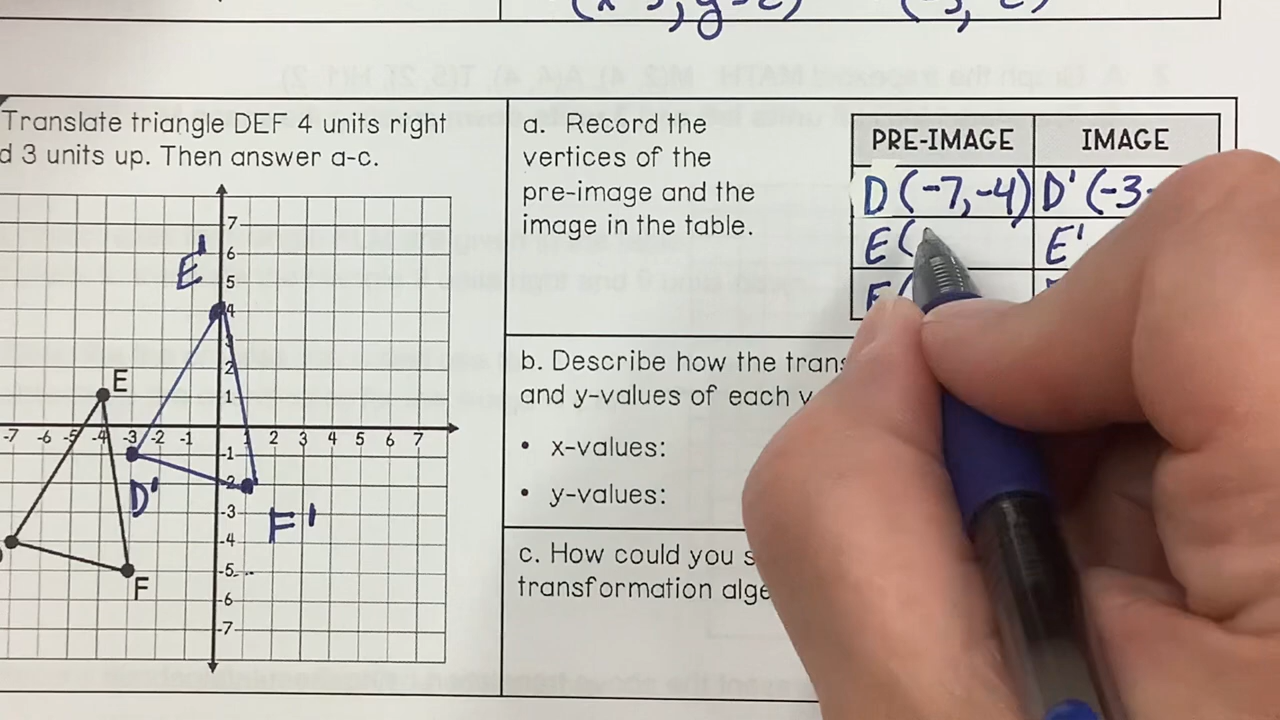 (x-5, y-2)
Translate triangle DEF 4 units right
d 3 units up. Then answer a-c.
7
6
5
4
3
2
1
-7 -6 -5 -4 -3 -2 -1 1 2 3 4 5 6 7
-1
-2
-3
-4
-5
-6
-7
E'
E
D'
F'
F
a. Record the
vertices of the
pre-image and the
image in the table.
PRE-IMAGE IMAGE
D (-7,-4) D' (-3-
E ( E'
F (
b. Describe how the trans
and y-values of each v
• x-values:
• y-values:
c. How could you s
transformation alge